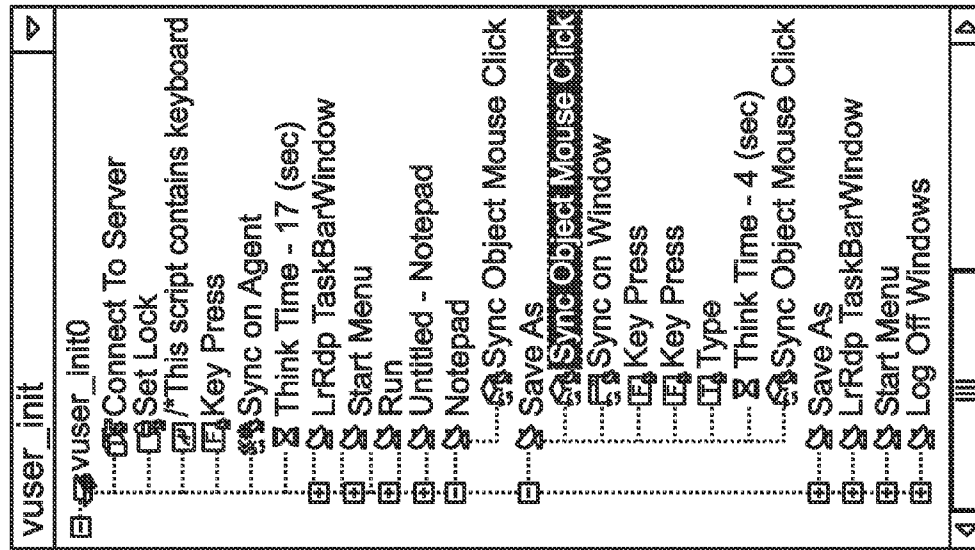 vuser_init
vuser_init0
Connect To Server
Set Lock
/*This script contains keyboard
Key Press
Sync on Agent
Think Time - 17 (sec)
LrRdp TaskBarWindow
Start Menu
Run
Untitled - Notepad
Notepad
Sync Object Mouse Click
Save As
Sync Object Mouse Click
Sync on Window
Key Press
Key Press
Type
Think Time - 4 (sec)
Sync Object Mouse Click
Save As
LrRdp TaskBarWindow
Start Menu
Log Off Windows